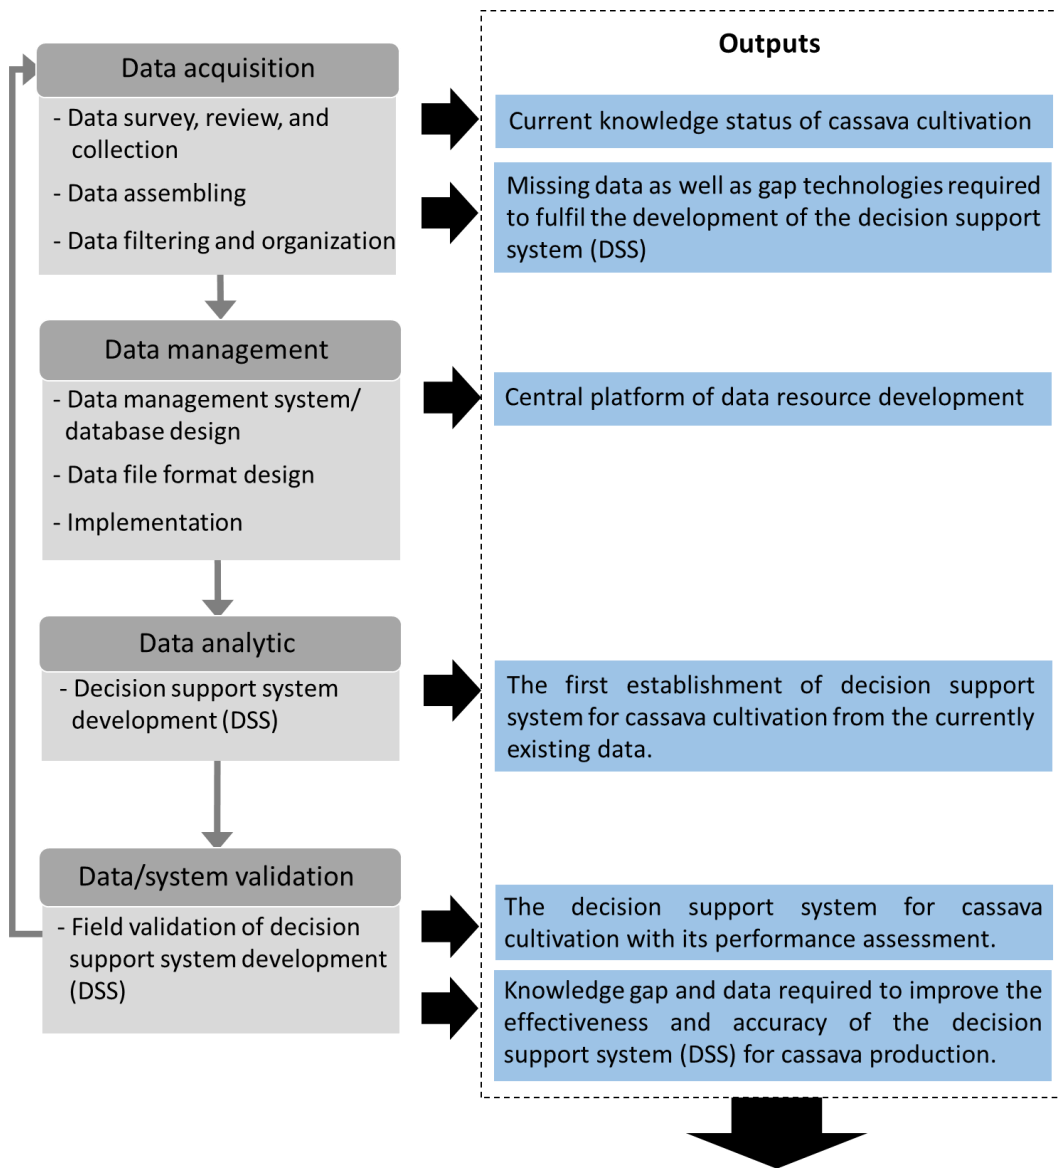 Outputs
Data acquisition
- Data survey, review, and
collection
- Data assembling
- Data filtering and organization
Current knowledge status of cassava cultivation
Missing data as well as gap technologies required
to fulfil the development of the decision support
system (DSS)
Data management
- Data management system/
database design
- Data file format design
- Implementation
Central platform of data resource development
Data analytic
- Decision support system
development (DSS)
The first establishment of decision support
system for cassava cultivation from the currently
existing data.
Data/system validation
- Field validation of decision
support system development
(DSS)
The decision support system for cassava
cultivation with its performance assessment.
Knowledge gap and data required to improve the
effectiveness and accuracy of the decision
support system (DSS) for cassava production.